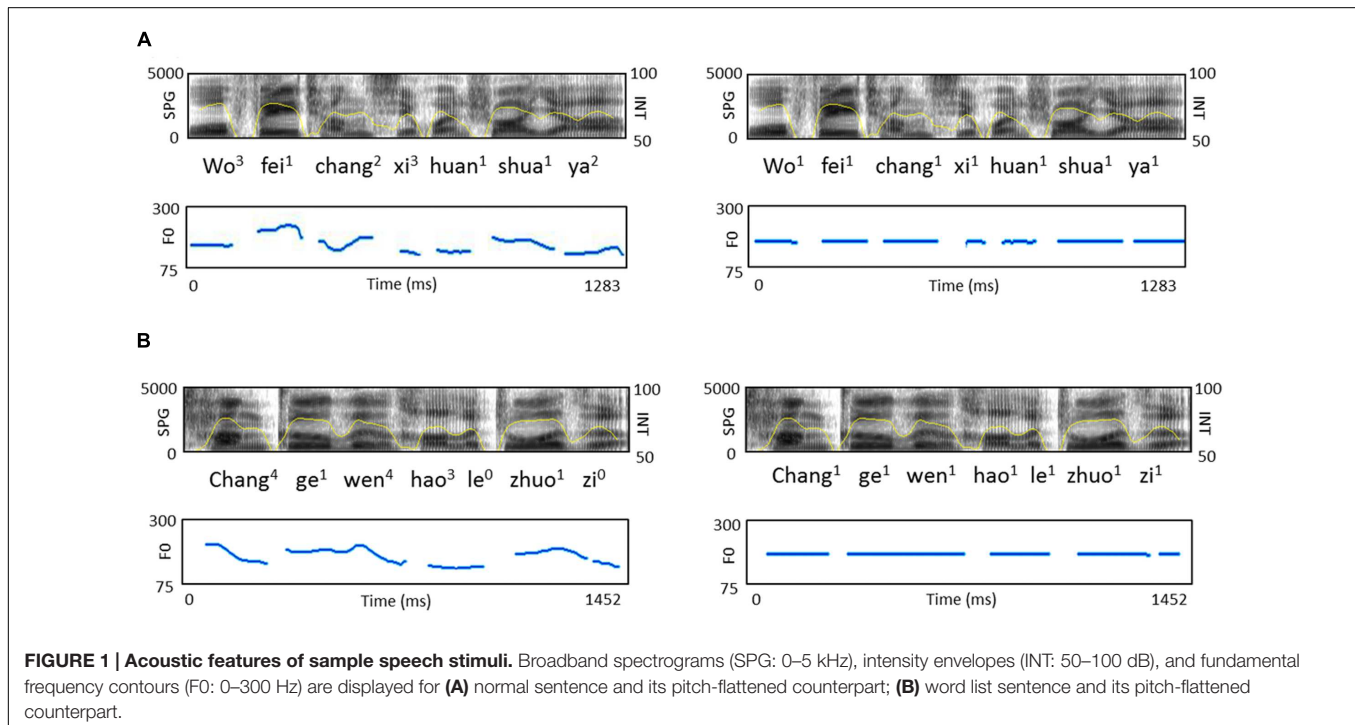 A
5000 SPG 0 100 INT 50
Wo³ fei¹ chang² xi³ huan¹ shua¹ ya²
300 F0 75
0 Time (ms) 1283
5000 SPG 0 100 INT 50
Wo¹ fei¹ chang¹ xi¹ huan¹ shua¹ ya¹
300 F0 75
0 Time (ms) 1283
B
5000 SPG 0 100 INT 50
Chang⁴ ge¹ wen⁴ hao³ le⁰ zhuo¹ zi⁰
300 F0 75
0 Time (ms) 1452
5000 SPG 0 100 INT 50
Chang¹ ge¹ wen¹ hao¹ le¹ zhuo¹ zi¹
300 F0 75
0 Time (ms) 1452
FIGURE 1 | Acoustic features of sample speech stimuli. Broadband spectrograms (SPG: 0–5 kHz), intensity envelopes (INT: 50–100 dB), and fundamental
frequency contours (F0: 0–300 Hz) are displayed for (A) normal sentence and its pitch-flattened counterpart; (B) word list sentence and its pitch-flattened
counterpart.